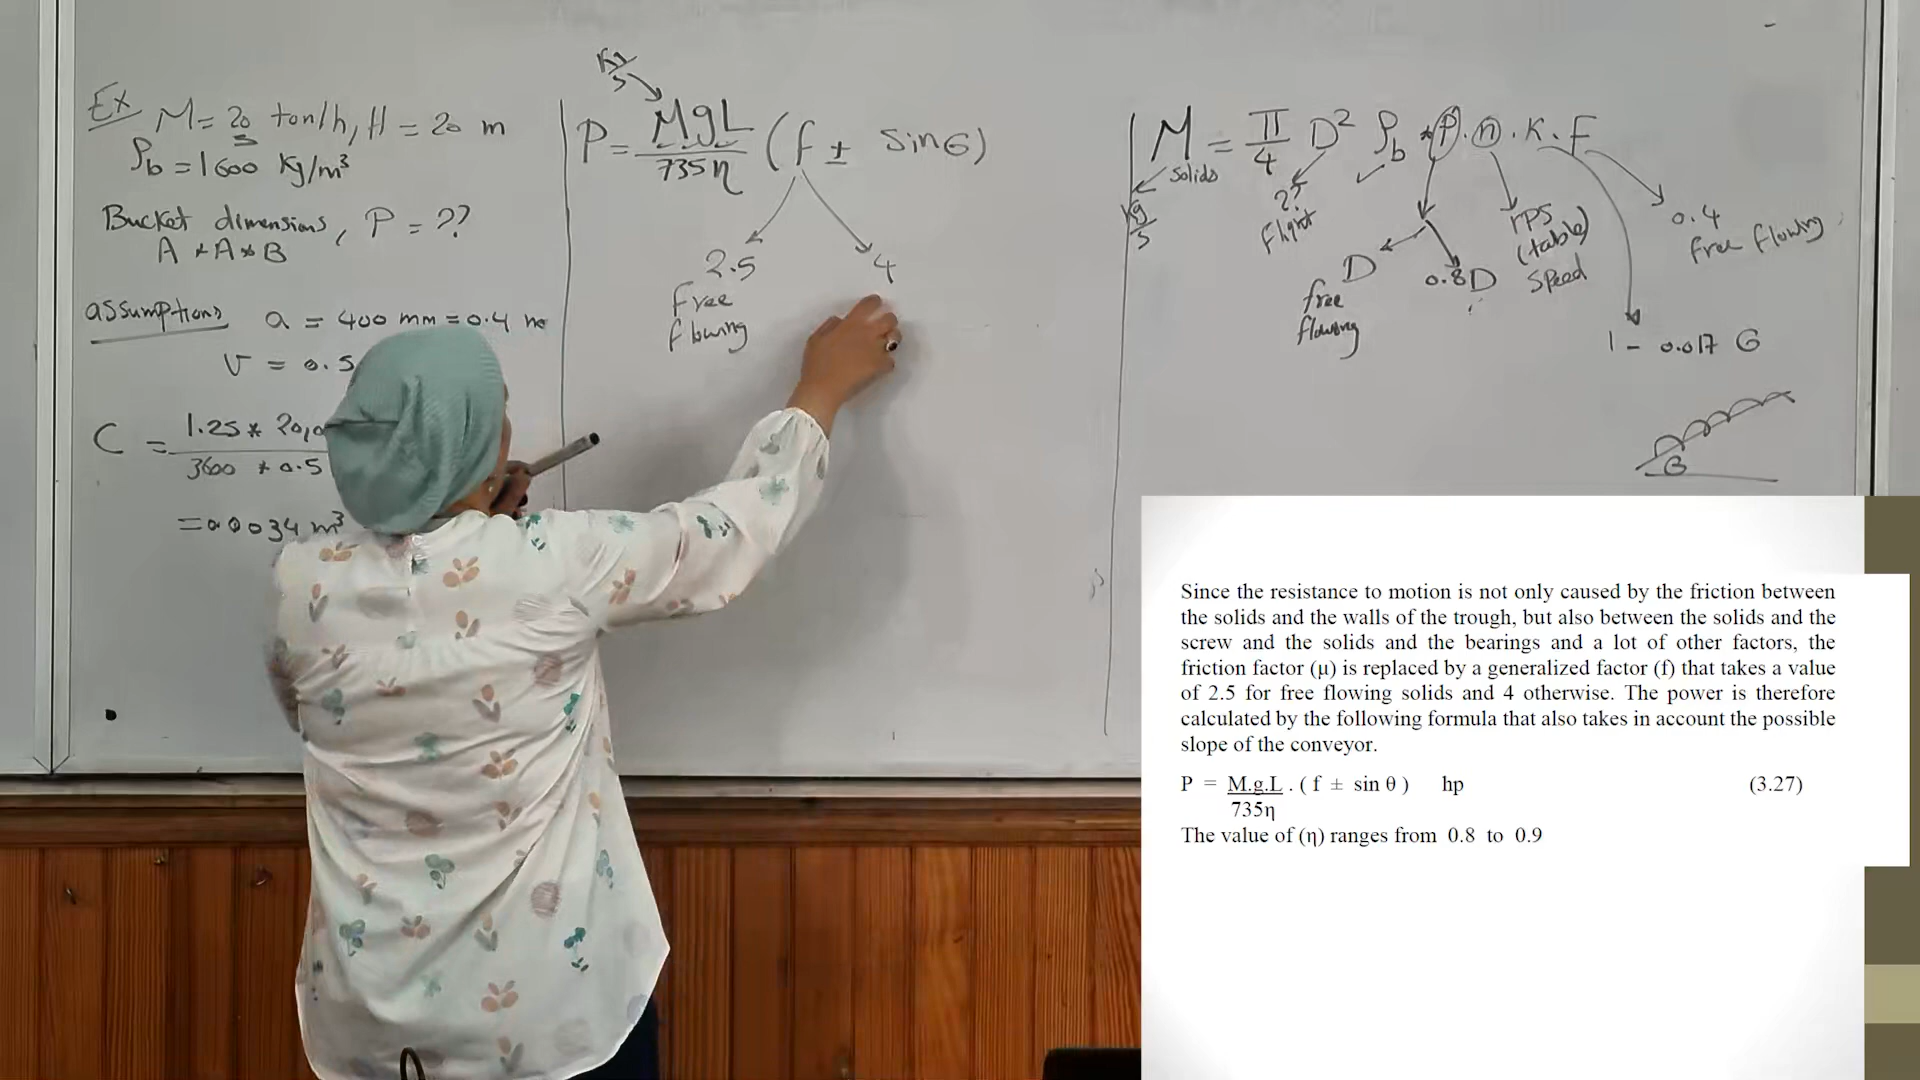 Ex M = 20 ton/h, H = 20 m
ρb = 1600 Kg/m³
Bucket dimensions, P = ??
A * A * B
assumptions a = 400 mm = 0.4 m
v = 0.5
C = 1.25 * 20,0
3600 * 0.5
= 0.0034 m³
Kg/s
P = MgL/735η (f ± sinθ)
2.5
free
flowing
4
M = π/4 D² ρb * P . n . K . F
solids
kg/s
2?
flight
D
free
flowing
0.8D
rps
(table)
speed
0.4
free flowing
1 - 0.017 θ
θ
Since the resistance to motion is not only caused by the friction between
the solids and the walls of the trough, but also between the solids and the
screw and the solids and the bearings and a lot of other factors, the
friction factor (μ) is replaced by a generalized factor (f) that takes a value
of 2.5 for free flowing solids and 4 otherwise. The power is therefore
calculated by the following formula that also takes in account the possible
slope of the conveyor.
P = M.g.L . ( f ± sin θ ) hp (3.27)
735η
The value of (η) ranges from 0.8 to 0.9